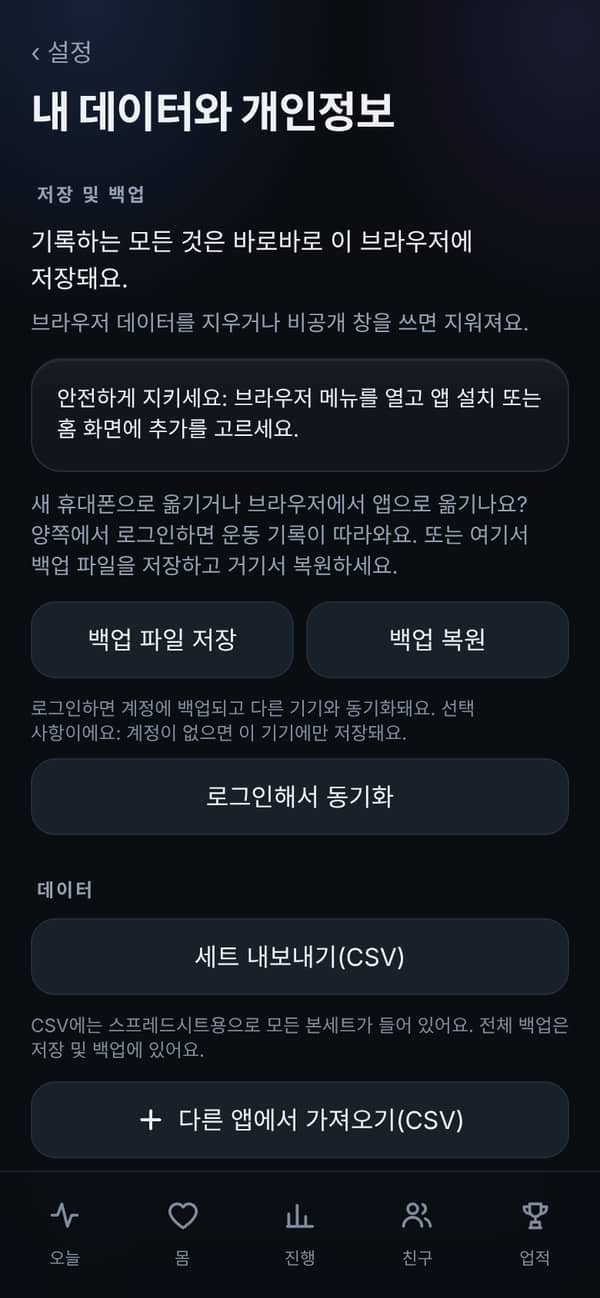 ‹ 설정
내 데이터와 개인정보
저장 및 백업
기록하는 모든 것은 바로바로 이 브라우저에
저장돼요.
브라우저 데이터를 지우거나 비공개 창을 쓰면 지워져요.
안전하게 지키세요: 브라우저 메뉴를 열고 앱 설치 또는
홈 화면에 추가를 고르세요.
새 휴대폰으로 옮기거나 브라우저에서 앱으로 옮기나요?
양쪽에서 로그인하면 운동 기록이 따라와요. 또는 여기서
백업 파일을 저장하고 거기서 복원하세요.
백업 파일 저장
백업 복원
로그인하면 계정에 백업되고 다른 기기와 동기화돼요. 선택
사항이에요: 계정이 없으면 이 기기에만 저장돼요.
로그인해서 동기화
데이터
세트 내보내기(CSV)
CSV에는 스프레드시트용으로 모든 본세트가 들어 있어요. 전체 백업은
저장 및 백업에 있어요.
+ 다른 앱에서 가져오기(CSV)
오늘
몸
진행
친구
업적